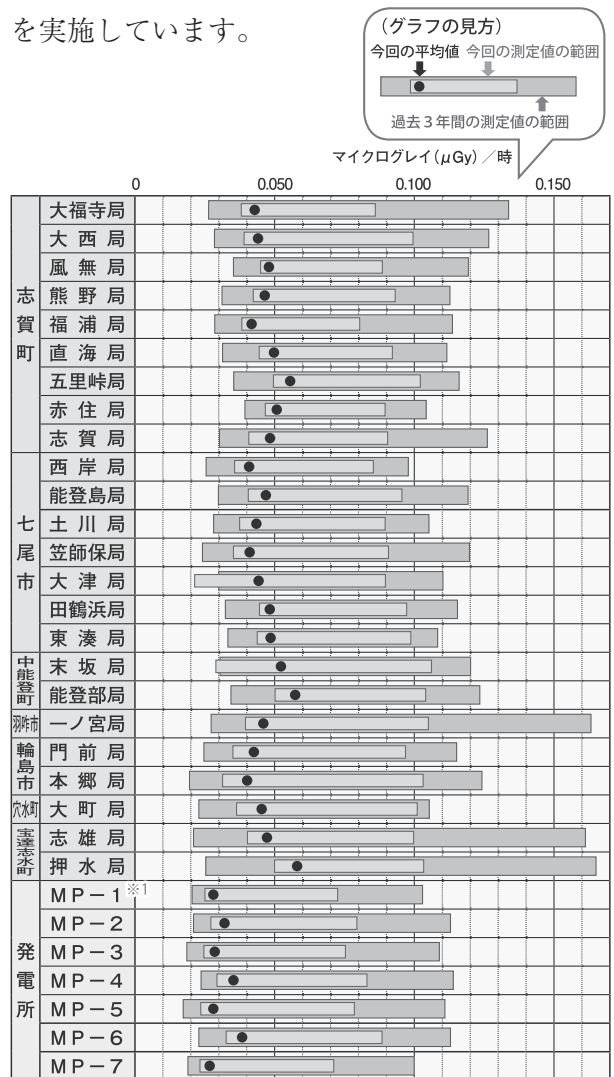 を実施しています。
(グラフの見方)
今回の平均値 今回の測定値の範囲
過去3年間の測定値の範囲
マイクログレイ(μGy)/時
0 0.050 0.100 0.150
志賀町
大福寺局
大西局
風無局
熊野局
福浦局
直海局
五里峠局
赤住局
志賀局
七尾市
西岸局
能登島局
土川局
笠師保局
大津局
田鶴浜局
東湊局
中能登町
末坂局
能登部局
羽咋市
一ノ宮局
輪島市
門前局
本郷局
穴水町
大町局
宝達志水町
志雄局
押水局
発電所
MP-1 ※1
MP-2
MP-3
MP-4
MP-5
MP-6
MP-7